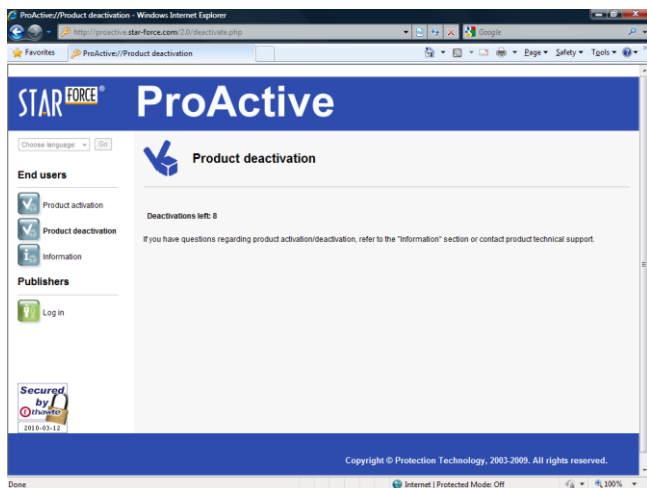 ProActive://Product deactivation - Windows Internet Explorer
http://proactive.star-force.com/2.0/deactivate.php
Google
Favorites
ProActive://Product deactivation
Page
Safety
Tools
STAR FORCE®
ProActive
Choose language
Go
Product deactivation
End users
Product activation
Product deactivation
Information
Deactivations left: 8
If you have questions regarding product activation/deactivation, refer to the "Information" section or contact product technical support.
Publishers
Log in
Secured
by
thawte
2010-03-12
Copyright © Protection Technology, 2003-2009. All rights reserved.
Done
Internet | Protected Mode: Off
100%